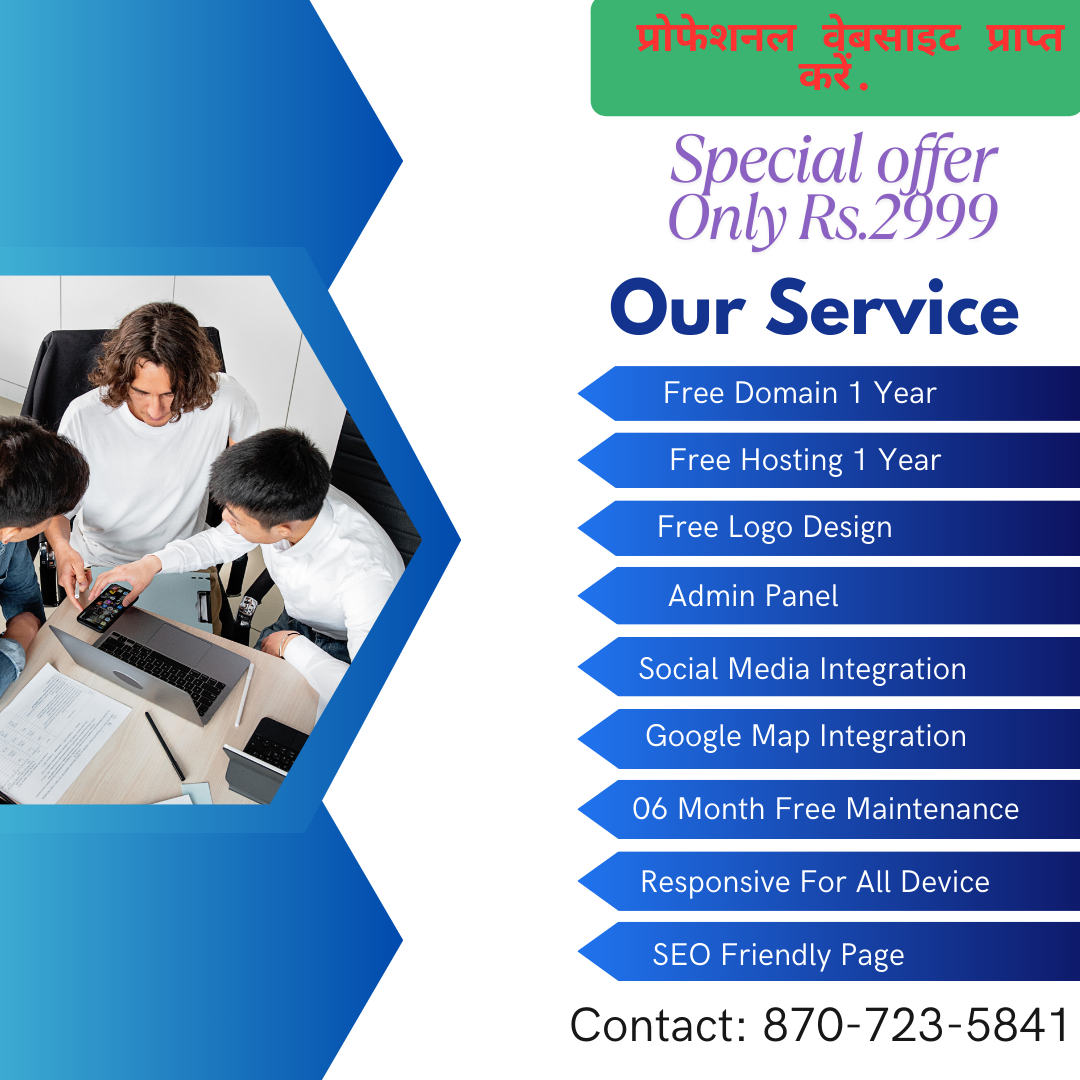 प्रोफेशनल वेबसाइट प्राप्त
करें.
Special offer
Only Rs.2999
Our Service
Free Domain 1 Year
Free Hosting 1 Year
Free Logo Design
Admin Panel
Social Media Integration
Google Map Integration
06 Month Free Maintenance
Responsive For All Device
SEO Friendly Page
Contact: 870-723-5841